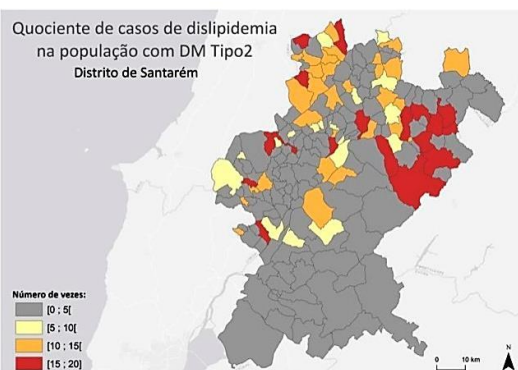 Quociente de casos de dislipidemia
na população com DM Tipo2
Distrito de Santarém
Número de vezes:
[0 ; 5[
[5 ; 10[
[10 ; 15[
[15 ; 20]
0 10 km
N